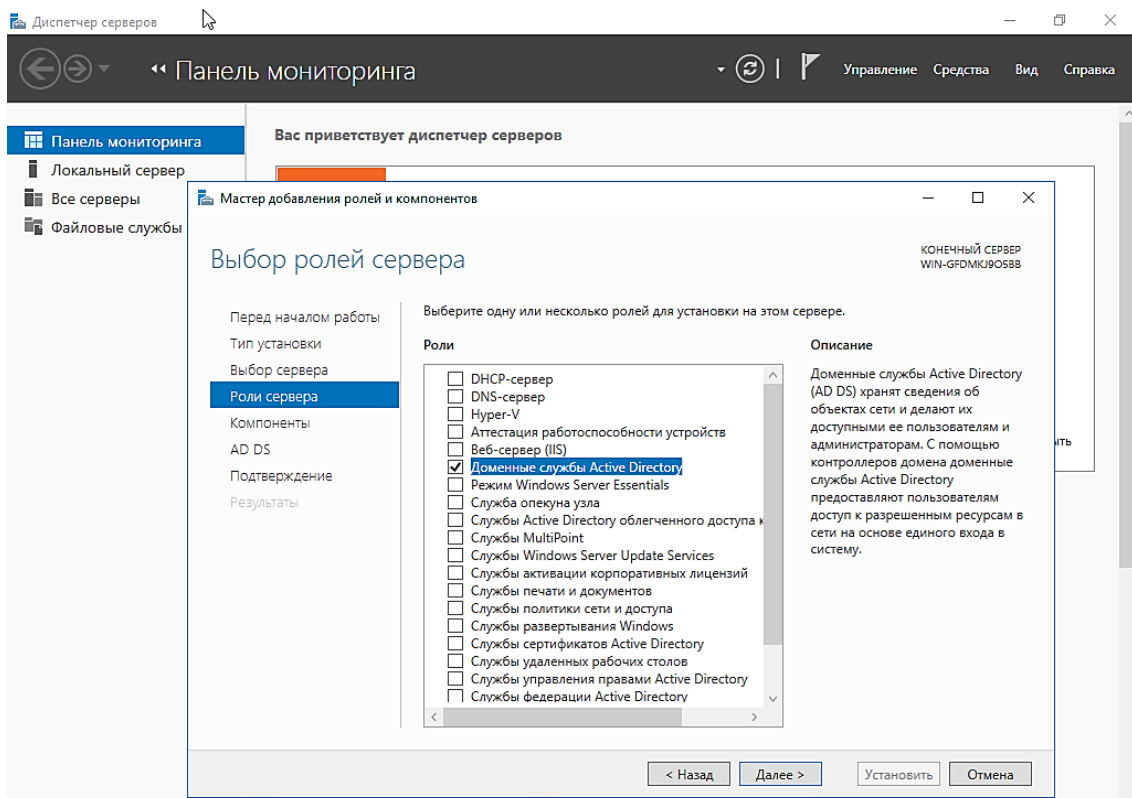 Диспетчер серверов
Панель мониторинга
Управление Средства Вид Справка
Панель мониторинга
Локальный сервер
Все серверы
Файловые службы
Вас приветствует диспетчер серверов
Мастер добавления ролей и компонентов
Выбор ролей сервера
КОНЕЧНЫЙ СЕРВЕР
WIN-GFDMKJ9O5BB
Перед началом работы
Тип установки
Выбор сервера
Роли сервера
Компоненты
AD DS
Подтверждение
Результаты
Выберите одну или несколько ролей для установки на этом сервере.
Роли
DHCP-сервер
DNS-сервер
Hyper-V
Аттестация работоспособности устройств
Веб-сервер (IIS)
Доменные службы Active Directory
Режим Windows Server Essentials
Служба опекуна узла
Службы Active Directory облегченного доступа к
Службы MultiPoint
Службы Windows Server Update Services
Службы активации корпоративных лицензий
Службы печати и документов
Службы политики сети и доступа
Службы развертывания Windows
Службы сертификатов Active Directory
Службы удаленных рабочих столов
Службы управления правами Active Directory
Службы федерации Active Directory
Описание
Доменные службы Active Directory
(AD DS) хранят сведения об
объектах сети и делают их
доступными ее пользователям и
администраторам. С помощью
контроллеров домена доменные
службы Active Directory
предоставляют пользователям
доступ к разрешенным ресурсам в
сети на основе единого входа в
систему.
< Назад Далее > Установить Отмена